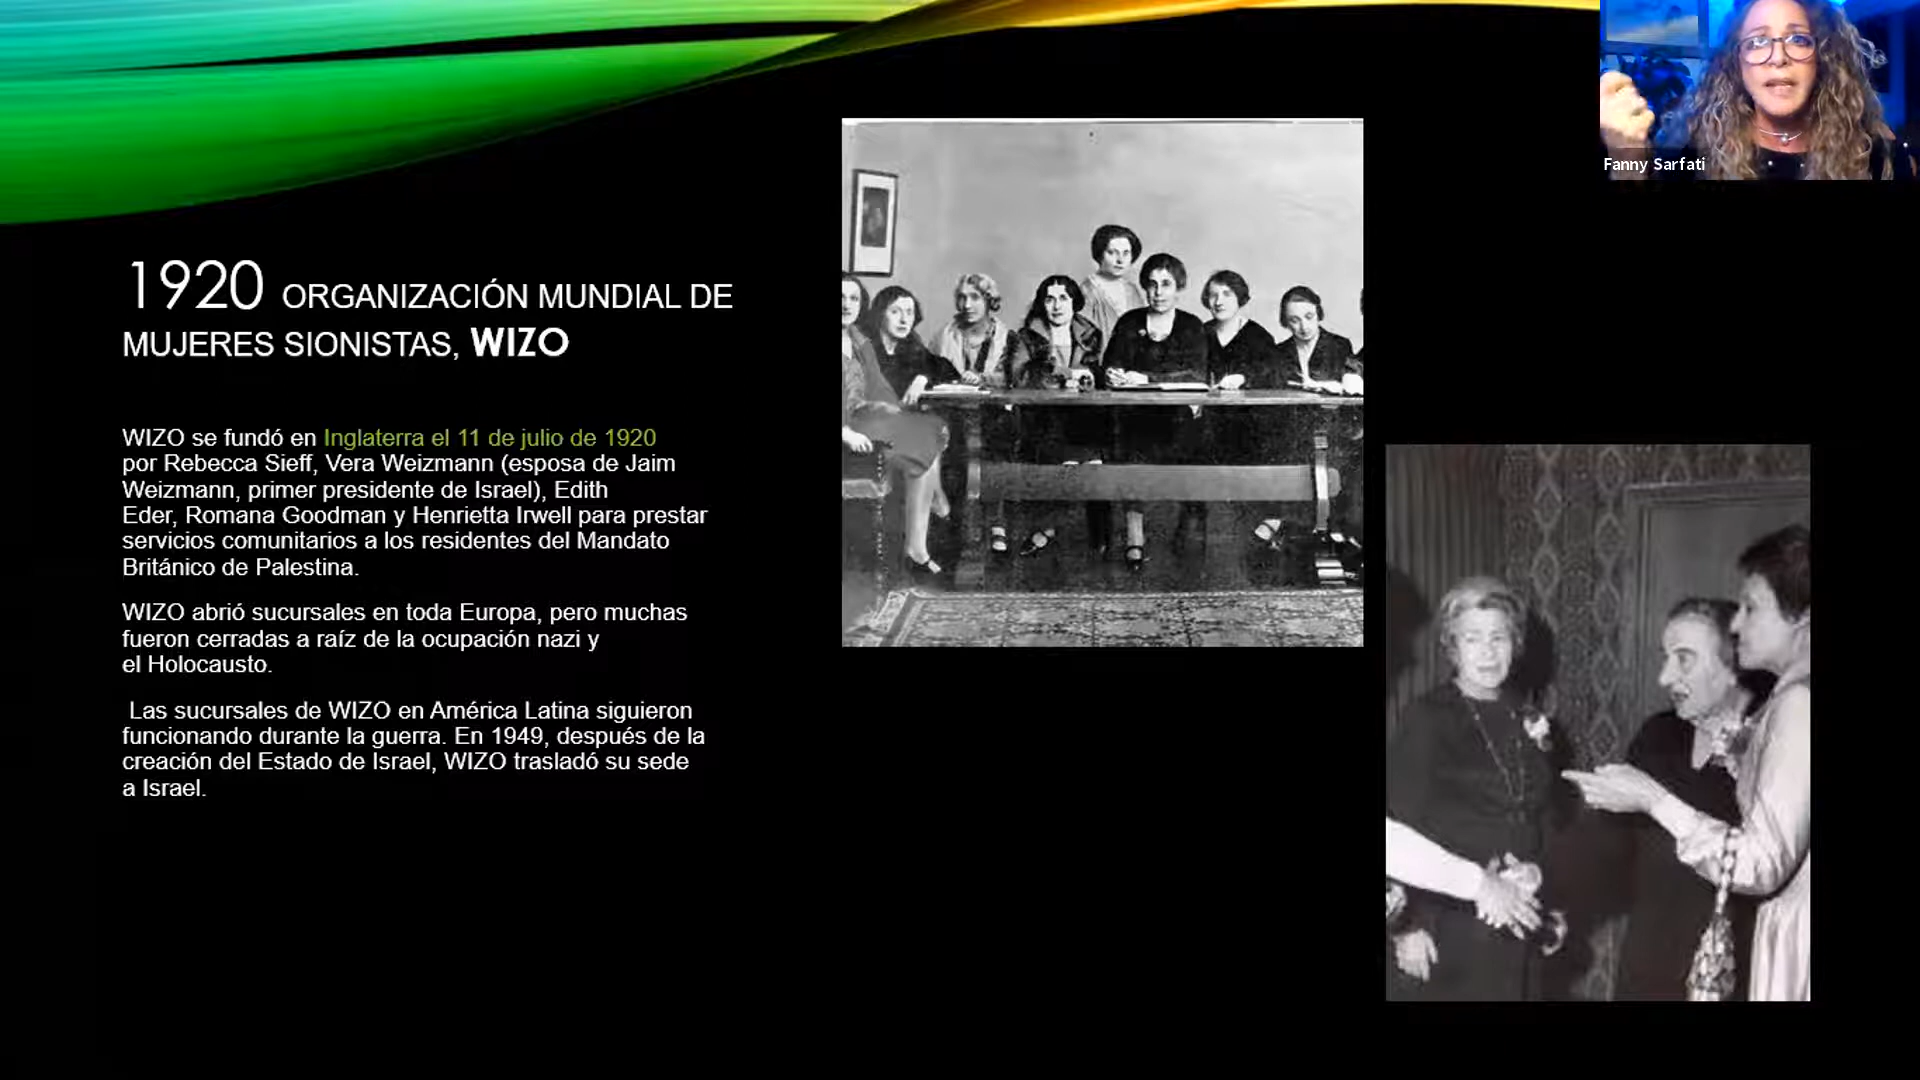 Fanny Sarfati
1920 ORGANIZACIÓN MUNDIAL DE
MUJERES SIONISTAS, WIZO
WIZO se fundó en Inglaterra el 11 de julio de 1920
por Rebecca Sieff, Vera Weizmann (esposa de Jaim
Weizmann, primer presidente de Israel), Edith
Eder, Romana Goodman y Henrietta Irwell para prestar
servicios comunitarios a los residentes del Mandato
Británico de Palestina.
WIZO abrió sucursales en toda Europa, pero muchas
fueron cerradas a raíz de la ocupación nazi y
el Holocausto.
Las sucursales de WIZO en América Latina siguieron
funcionando durante la guerra. En 1949, después de la
creación del Estado de Israel, WIZO trasladó su sede
a Israel.